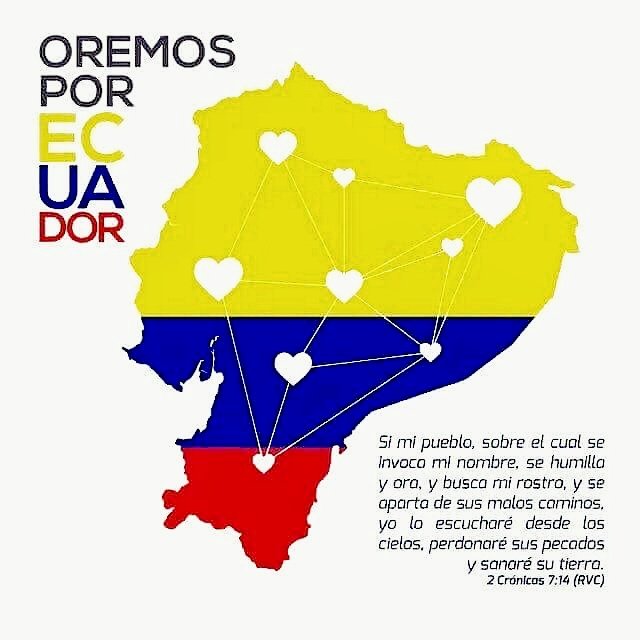 OREMOS
POR
EC
UA
DOR
Si mi pueblo, sobre el cual se
invoca mi nombre, se humilla
y ora, y busca mi rostro, y se
aparta de sus malos caminos,
yo lo escucharé desde los
cielos, perdonaré sus pecados
y sanaré su tierra.
2 Crónicas 7:14 (RVC)